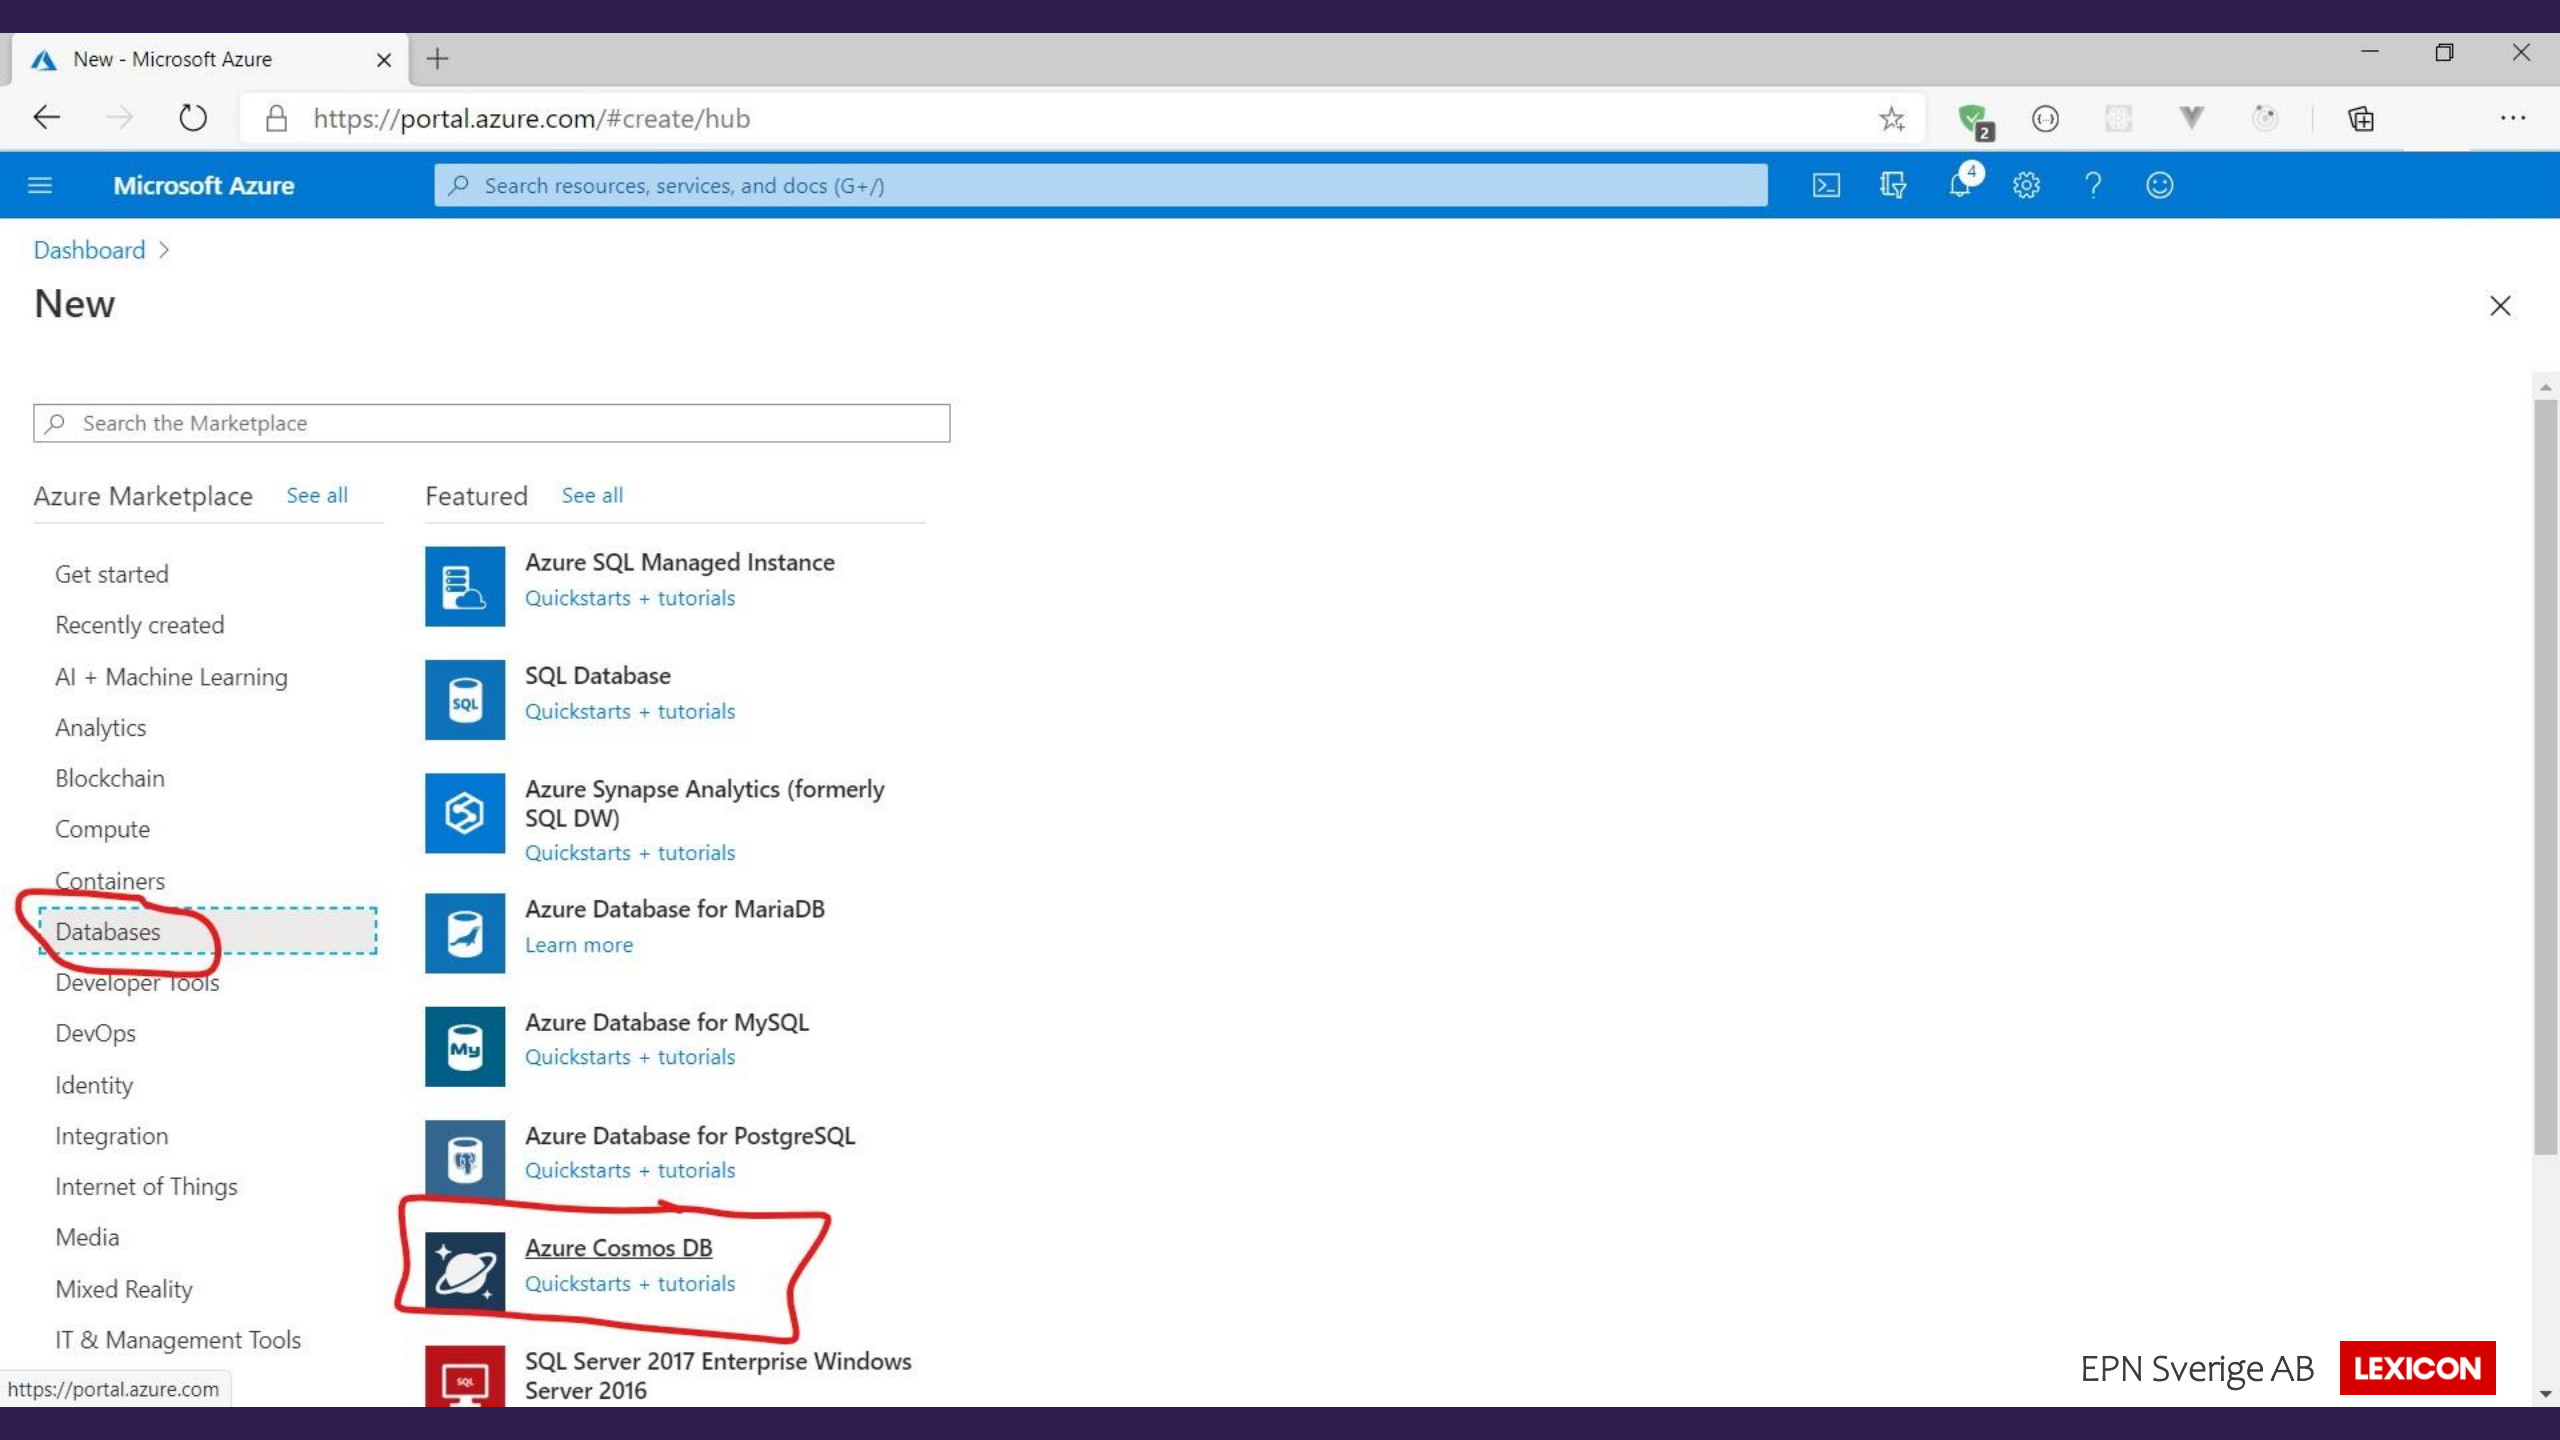 New - Microsoft Azure
https://portal.azure.com/#create/hub
2
Microsoft Azure
Search resources, services, and docs (G+/)
4
Dashboard >
New
Search the Marketplace
Azure Marketplace See all
Get started
Recently created
AI + Machine Learning
Analytics
Blockchain
Compute
Containers
Databases
Developer Tools
DevOps
Identity
Integration
Internet of Things
Media
Mixed Reality
IT & Management Tools
Featured See all
Azure SQL Managed Instance
Quickstarts + tutorials
SQL
SQL Database
Quickstarts + tutorials
Azure Synapse Analytics (formerly
SQL DW)
Quickstarts + tutorials
Azure Database for MariaDB
Learn more
My
Azure Database for MySQL
Quickstarts + tutorials
Azure Database for PostgreSQL
Quickstarts + tutorials
Azure Cosmos DB
Quickstarts + tutorials
SQL
SQL Server 2017 Enterprise Windows
Server 2016
https://portal.azure.com
EPN Sverige AB
LEXICON